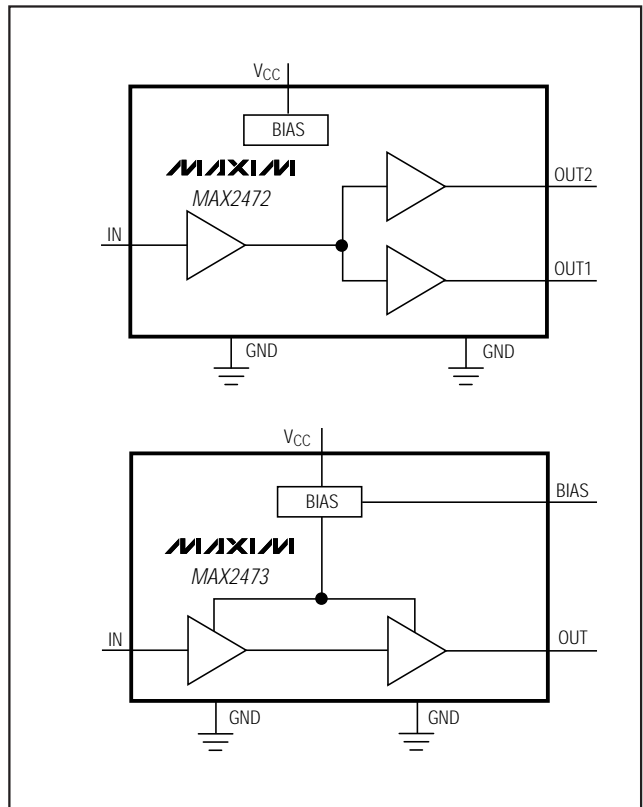 VCC
BIAS
MAXIM
MAX2472
OUT2
IN
OUT1
GND
GND
VCC
BIAS
BIAS
MAXIM
MAX2473
IN
OUT
GND
GND